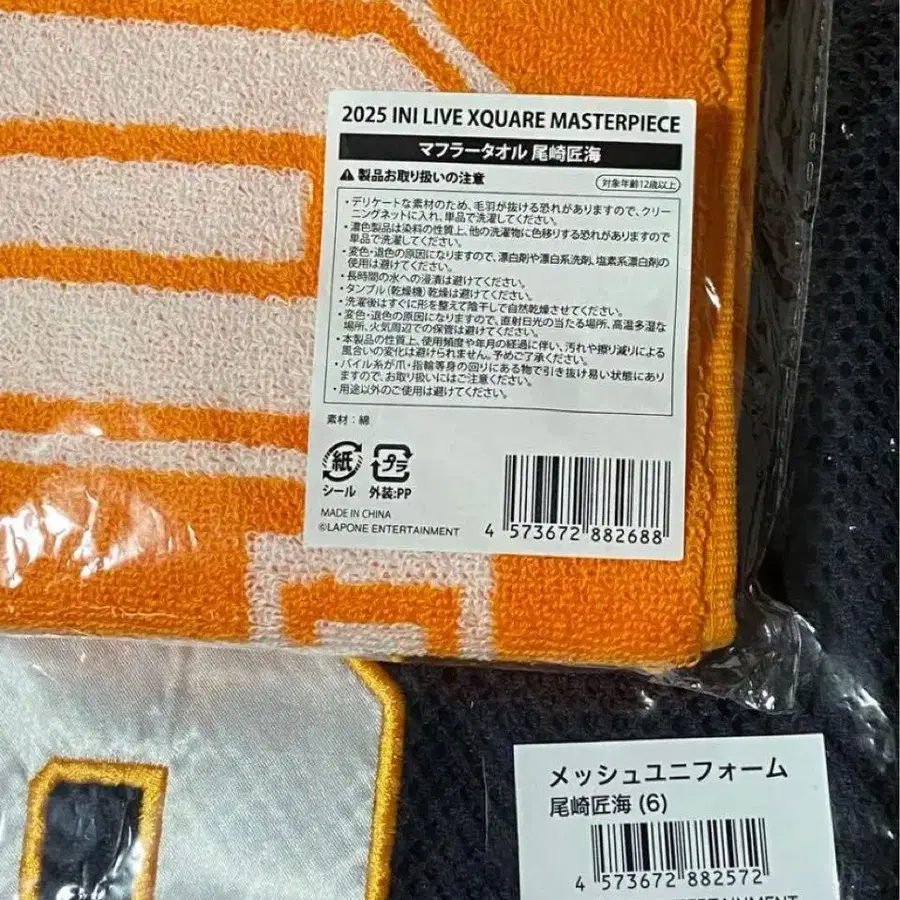 2025 INI LIVE XQUARE MASTERPIECE
マフラータオル 尾崎匠海
製品お取り扱いの注意
対象年齢12歳以上
・デリケートな素材のため、毛羽が抜ける恐れがありますので、クリー
ニングネットに入れ、単品で洗濯してください。
・濃色製品は染料の性質上、他の洗濯物に色移りする恐れがありますので
単品で洗濯してください。
・変色・退色の原因になりますので、漂白剤や漂白系洗剤、塩素系漂白剤の
使用は避けてください。
・長時間の水への浸漬は避けてください。
・タンブル(乾燥機)乾燥は避けてください。
・洗濯後はすぐに形を整えて陰干しで自然乾燥させてください。
・変色・退色の原因になりますので、直射日光の当たる場所、高温多湿な
場所、火気周辺での保管は避けてください。
・本製品の性質上、使用頻度や年月の経過に伴い、汚れや擦り減りによる
風合いの変化は避けられません。予めご了承ください。
・パイル糸が爪・指輪等身の回りにある物で引き抜け易い状態にあり
ますので、お取り扱いにはご注意ください。
・用途以外のご使用は避けてください。
素材：綿
紙
シール
プラ
外装:PP
MADE IN CHINA
©LAPONE ENTERTAINMENT
4 573672 882688
メッシュユニフォーム
尾崎匠海 (6)
4 573672 882572